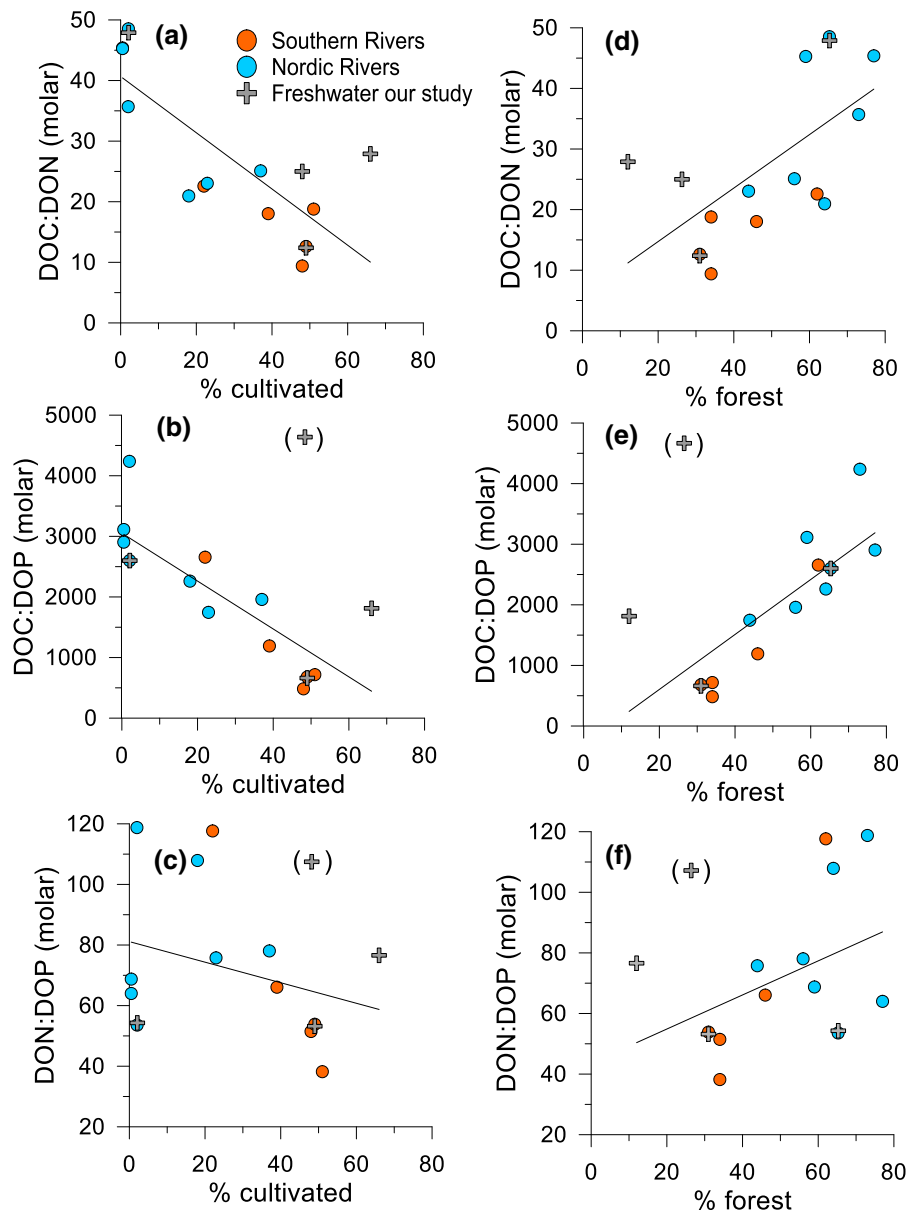 (a)
Southern Rivers
Nordic Rivers
Freshwater our study
DOC:DON (molar)
50
40
30
20
10
0
0 20 40 60 80
% cultivated
(d)
DOC:DON (molar)
50
40
30
20
10
0
0 20 40 60 80
% forest
(b)
( )
DOC:DOP (molar)
5000
4000
3000
2000
1000
0
0 20 40 60 80
% cultivated
(e)
( )
DOC:DOP (molar)
5000
4000
3000
2000
1000
0
0 20 40 60 80
% forest
(c)
( )
DON:DOP (molar)
120
100
80
60
40
20
0 20 40 60 80
% cultivated
(f)
( )
DON:DOP (molar)
120
100
80
60
40
20
0 20 40 60 80
% forest